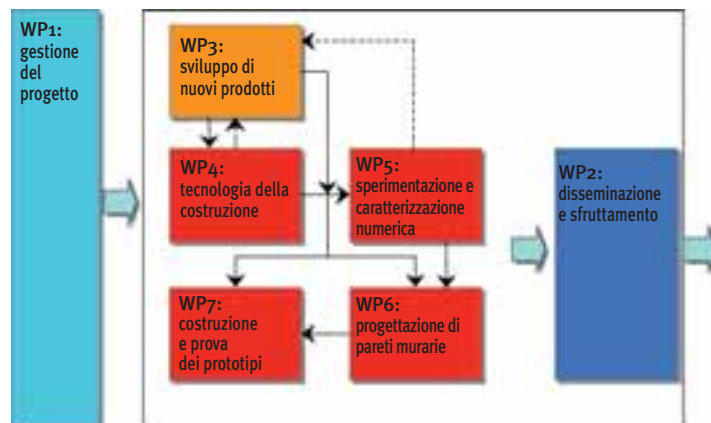 WP1:
gestione
del
progetto
WP3:
sviluppo di
nuovi prodotti
WP4:
tecnologia della
costruzione
WP5:
sperimentazione e
caratterizzazione
numerica
WP2:
disseminazione
e sfruttamento
WP7:
costruzione
e prova
dei prototipi
WP6:
progettazione di
pareti murarie